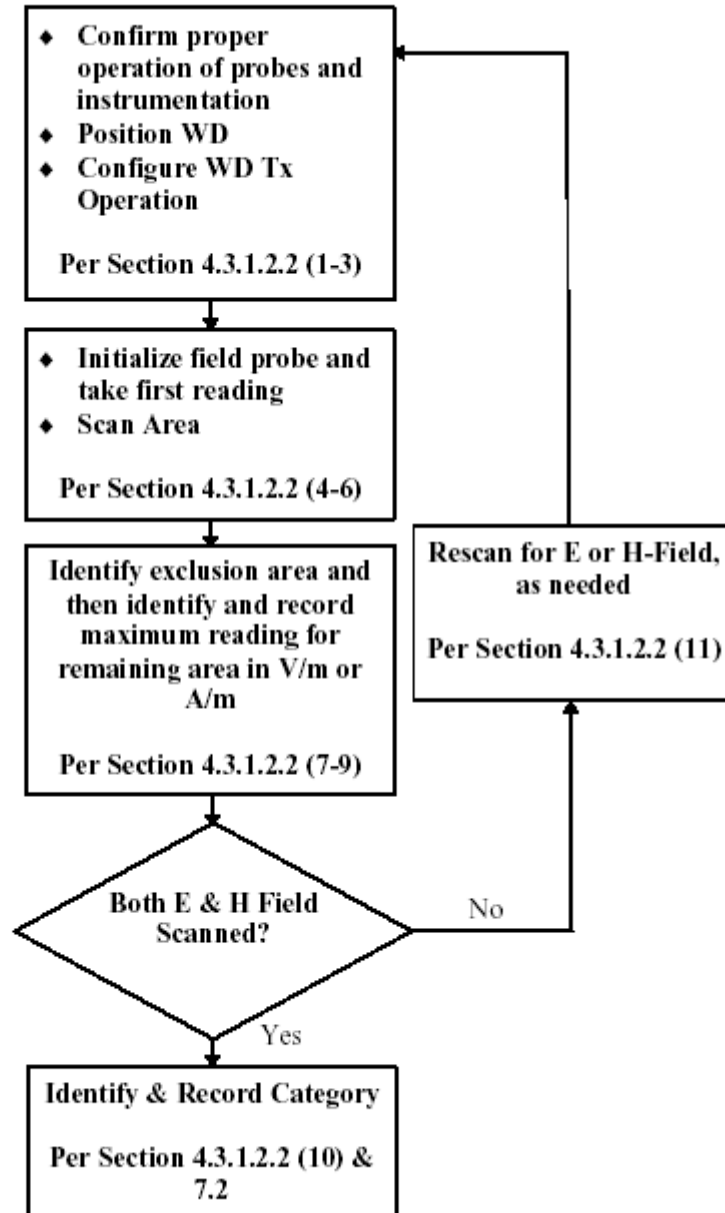 ◆ Confirm proper
operation of probes and
instrumentation
◆ Position WD
◆ Configure WD Tx
Operation
Per Section 4.3.1.2.2 (1-3)
◆ Initialize field probe and
take first reading
◆ Scan Area
Per Section 4.3.1.2.2 (4-6)
Identify exclusion area and
then identify and record
maximum reading for
remaining area in V/m or
A/m
Per Section 4.3.1.2.2 (7-9)
Both E & H Field
Scanned?
No
Rescan for E or H-Field,
as needed
Per Section 4.3.1.2.2 (11)
Yes
Identify & Record Category
Per Section 4.3.1.2.2 (10) &
7.2